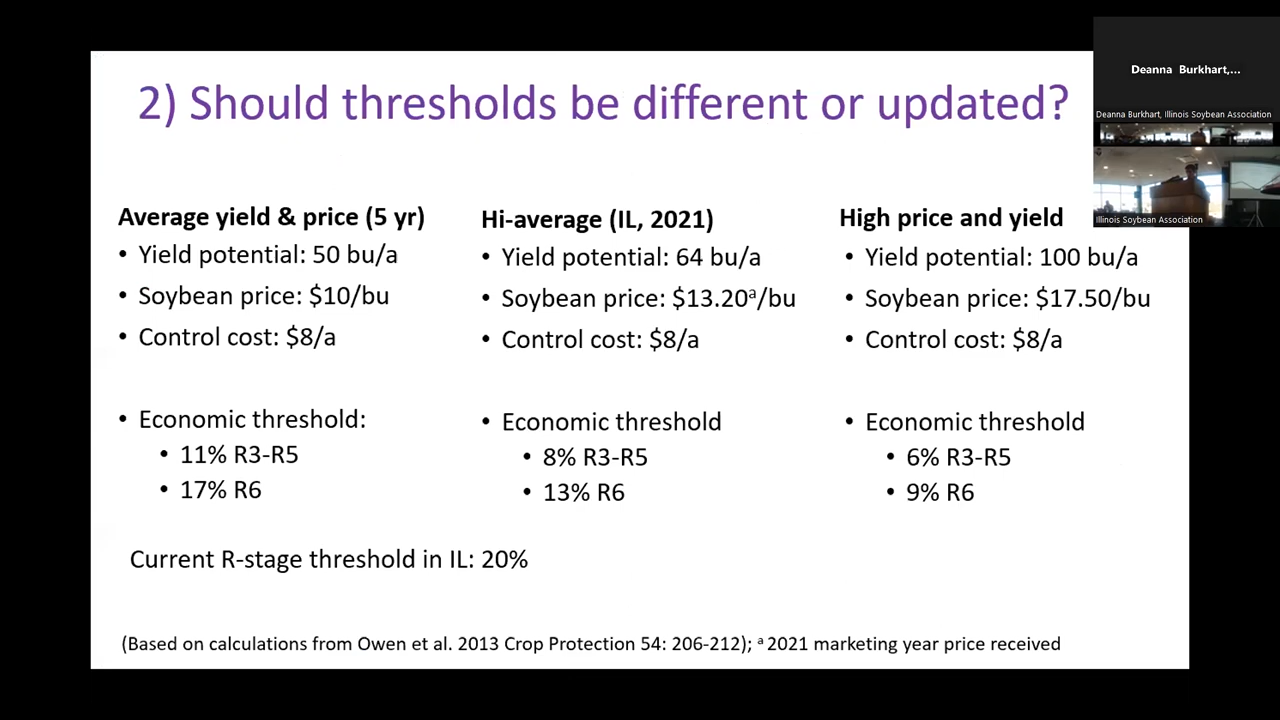 2) Should thresholds be different or updated?
Deanna Burkhart,...
Deanna Burkhart, Illinois Soybean Association
Illinois Soybean Association
Average yield & price (5 yr)
• Yield potential: 50 bu/a
• Soybean price: $10/bu
• Control cost: $8/a
• Economic threshold:
• 11% R3-R5
• 17% R6
Hi-average (IL, 2021)
• Yield potential: 64 bu/a
• Soybean price: $13.20ᵃ/bu
• Control cost: $8/a
• Economic threshold
• 8% R3-R5
• 13% R6
High price and yield
• Yield potential: 100 bu/a
• Soybean price: $17.50/bu
• Control cost: $8/a
• Economic threshold
• 6% R3-R5
• 9% R6
Current R-stage threshold in IL: 20%
(Based on calculations from Owen et al. 2013 Crop Protection 54: 206-212); ᵃ 2021 marketing year price received